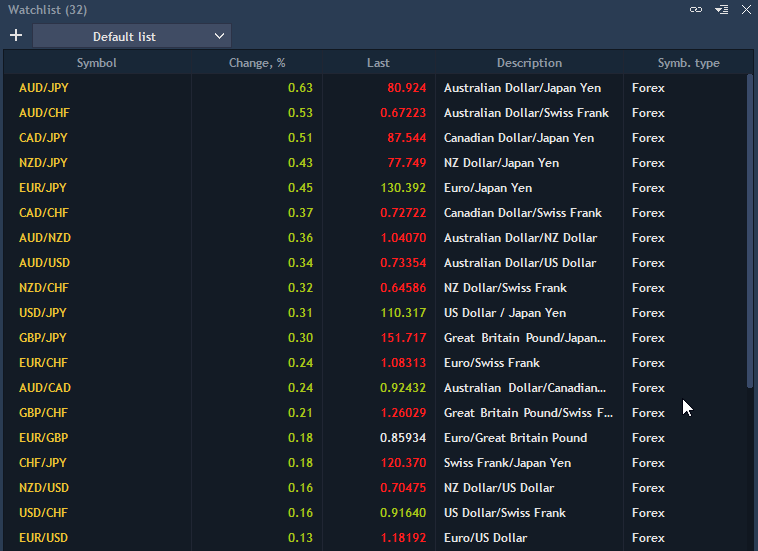 Watchlist (32)
Default list
Symbol Change, % Last Description Symb. type
AUD/JPY 0.63 80.924 Australian Dollar/Japan Yen Forex
AUD/CHF 0.53 0.67223 Australian Dollar/Swiss Frank Forex
CAD/JPY 0.51 87.544 Canadian Dollar/Japan Yen Forex
NZD/JPY 0.43 77.749 NZ Dollar/Japan Yen Forex
EUR/JPY 0.45 130.392 Euro/Japan Yen Forex
CAD/CHF 0.37 0.72722 Canadian Dollar/Swiss Frank Forex
AUD/NZD 0.36 1.04070 Australian Dollar/NZ Dollar Forex
AUD/USD 0.34 0.73354 Australian Dollar/US Dollar Forex
NZD/CHF 0.32 0.64586 NZ Dollar/Swiss Frank Forex
USD/JPY 0.31 110.317 US Dollar / Japan Yen Forex
GBP/JPY 0.30 151.717 Great Britain Pound/Japan... Forex
EUR/CHF 0.24 1.08313 Euro/Swiss Frank Forex
AUD/CAD 0.24 0.92432 Australian Dollar/Canadian... Forex
GBP/CHF 0.21 1.26029 Great Britain Pound/Swiss F... Forex
EUR/GBP 0.18 0.85934 Euro/Great Britain Pound Forex
CHF/JPY 0.18 120.370 Swiss Frank/Japan Yen Forex
NZD/USD 0.16 0.70475 NZ Dollar/US Dollar Forex
USD/CHF 0.16 0.91640 US Dollar/Swiss Frank Forex
EUR/USD 0.13 1.18192 Euro/US Dollar Forex